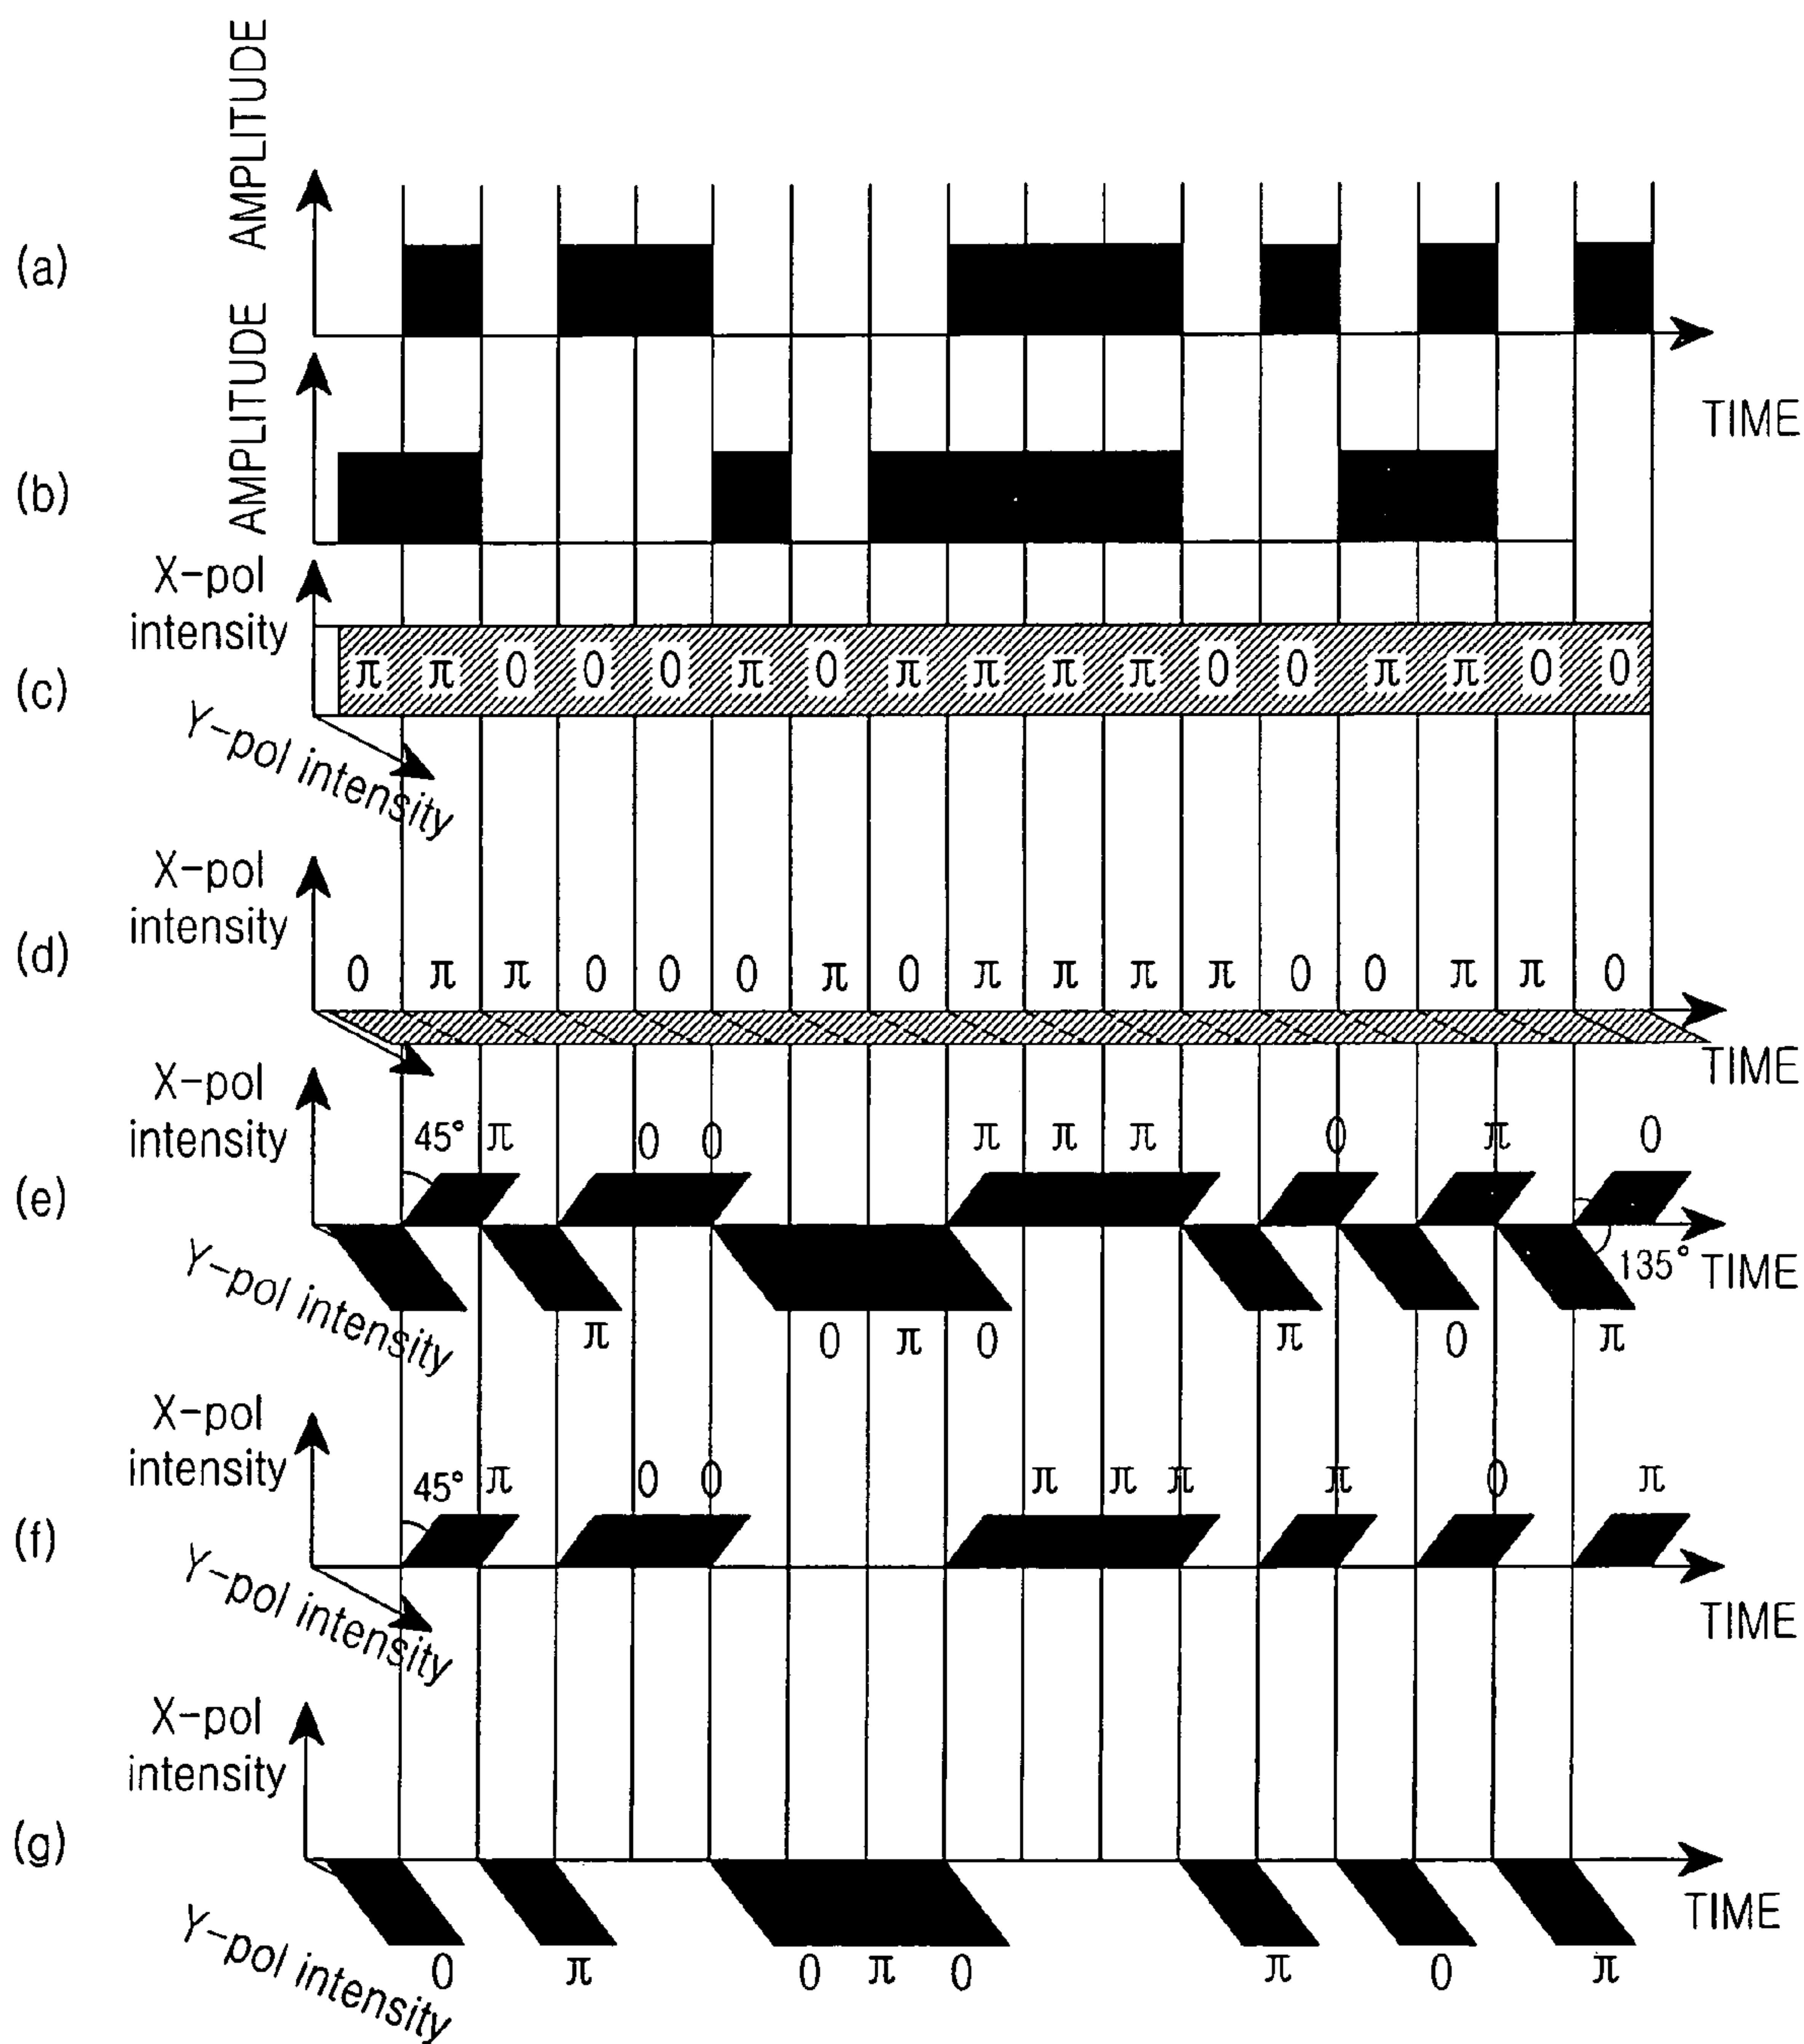 AMPLITUDE
(a)
TIME
AMPLITUDE
(b)
X-pol
intensity
π π 0 0 0 π 0 π π π π 0 0 π π 0 0
(c)
Y-pol intensity
X-pol
intensity
(d)
0 π π 0 0 0 π 0 π π π π 0 0 π π 0
TIME
X-pol
intensity
45° π 0 0 π π π 0 π 0
(e)
135° TIME
Y-pol intensity
π 0 π 0 π 0 π
X-pol
intensity
45° π 0 0 π π π π 0 π
(f)
Y-pol intensity
TIME
X-pol
intensity
(g)
TIME
Y-pol intensity
0 π 0 π 0 π 0 π